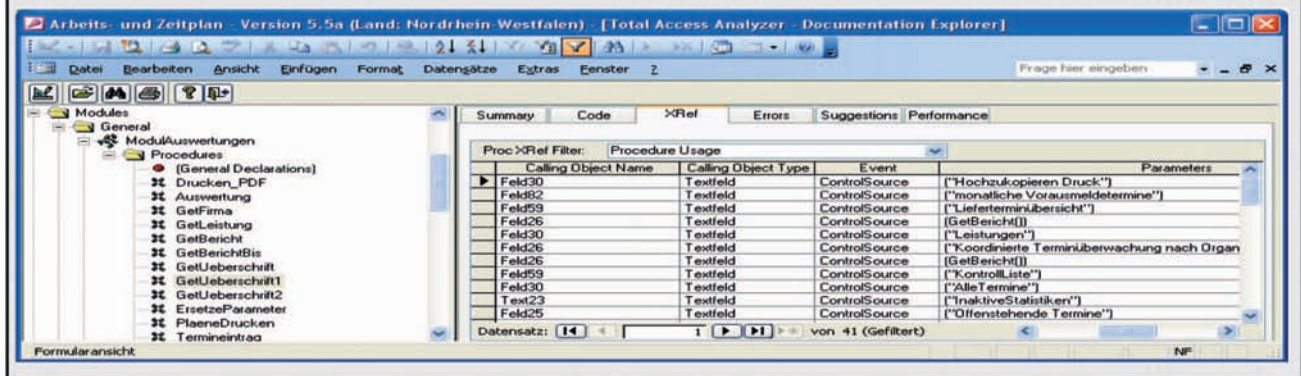 Arbeits- und Zeitplan - Version 5.5a (Land: Nordrhein-Westfalen) - [Total Access Analyzer - Documentation Explorer]
Datei Bearbeiten Ansicht Einfügen Format Datensätze Extras Fenster ? Frage hier eingeben
Modules
General
ModulAuswertungen
Procedures
(General Declarations)
Drucken_PDF
Auswertung
GetFirma
GetLeistung
GetBericht
GetBerichtBis
GetUeberschrift
GetUeberschrift1
GetUeberschrift2
ErsetzeParameter
PlaeneDrucken
Termineintrag
Summary Code XRef Errors Suggestions Performance
Proc XRef Filter: Procedure Usage
Calling Object Name Calling Object Type Event Parameters
Feld30 Textfeld ControlSource ("Hochzukopieren Druck")
Feld82 Textfeld ControlSource ("monatliche Vorausmeldetermine")
Feld59 Textfeld ControlSource ("Lieferterminübersicht")
Feld26 Textfeld ControlSource (GetBericht())
Feld30 Textfeld ControlSource ("Leistungen")
Feld26 Textfeld ControlSource ("Koordinierte Terminüberwachung nach Organ
Feld26 Textfeld ControlSource (GetBericht())
Feld59 Textfeld ControlSource ("KontrollListe")
Feld30 Textfeld ControlSource ("AlleTermine")
Text23 Textfeld ControlSource ("InaktiveStatistiken")
Feld25 Textfeld ControlSource ("Offenstehende Termine")
Datensatz: 1 von 41 (Gefiltert)
Formularansicht NF